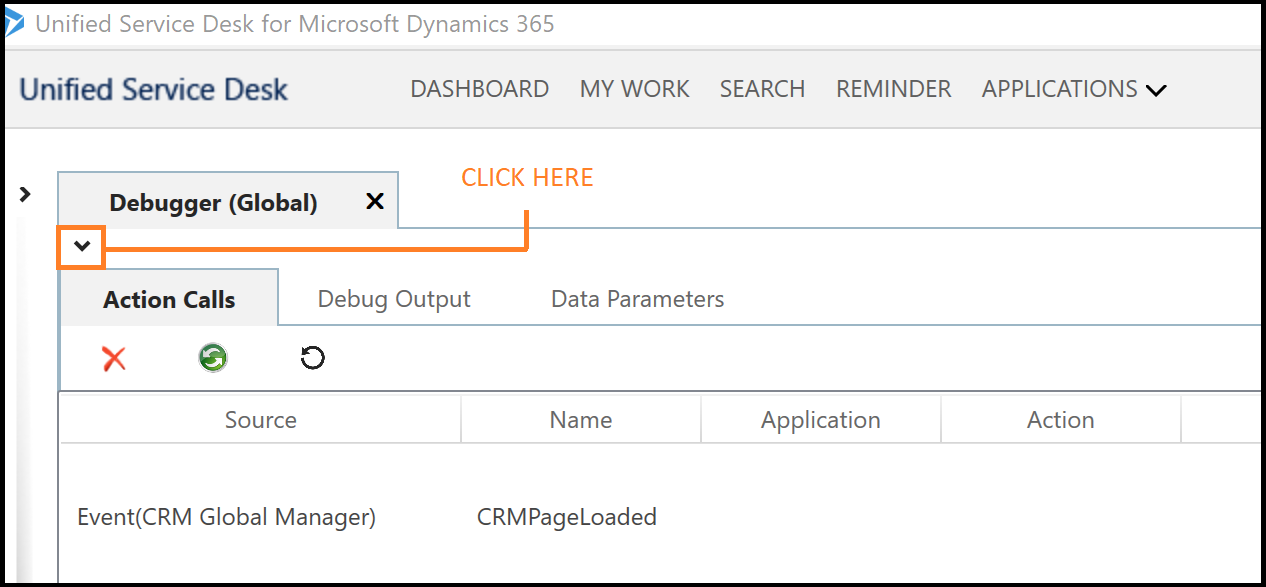 Unified Service Desk for Microsoft Dynamics 365
Unified Service Desk DASHBOARD MY WORK SEARCH REMINDER APPLICATIONS
CLICK HERE
Debugger (Global)
Action Calls Debug Output Data Parameters
Source Name Application Action
Event(CRM Global Manager) CRMPageLoaded